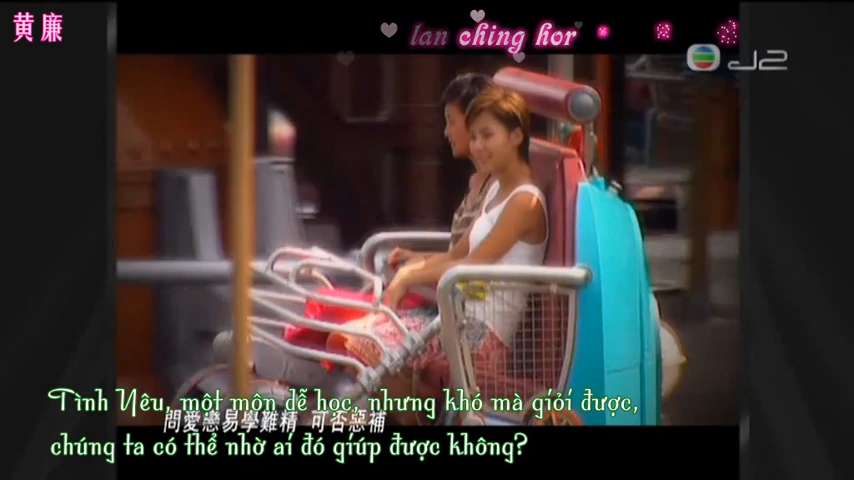 黄廉
lan ching hor
J2
Tình Yêu, một môn dễ học, nhưng khó mà giỏi được,
問愛戀易學難精 可否惡補
chúng ta có thể nhờ ai đó giúp được không?